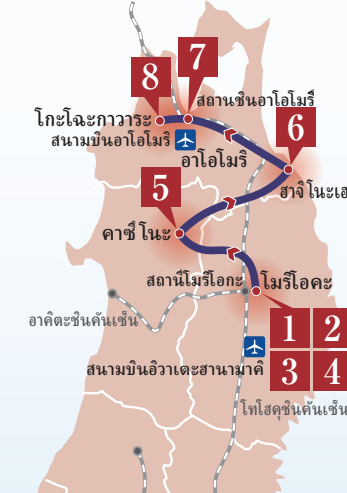 7
8
สถานชินอาโอโมริ
โกะโฉะกาวาระ
6
สนามบินอาโอโมริ
อาโอโมริ
5
ฮาจิโนะเฮ
คาซึโนะ
สถานีโมริโอกะ
โมริโอคะ
อาคิตะชินคันเซ็น
1 2
สนามบินอิวาเตะฮานามากิ
3 4
โทโฮคุชินคันเซ็น